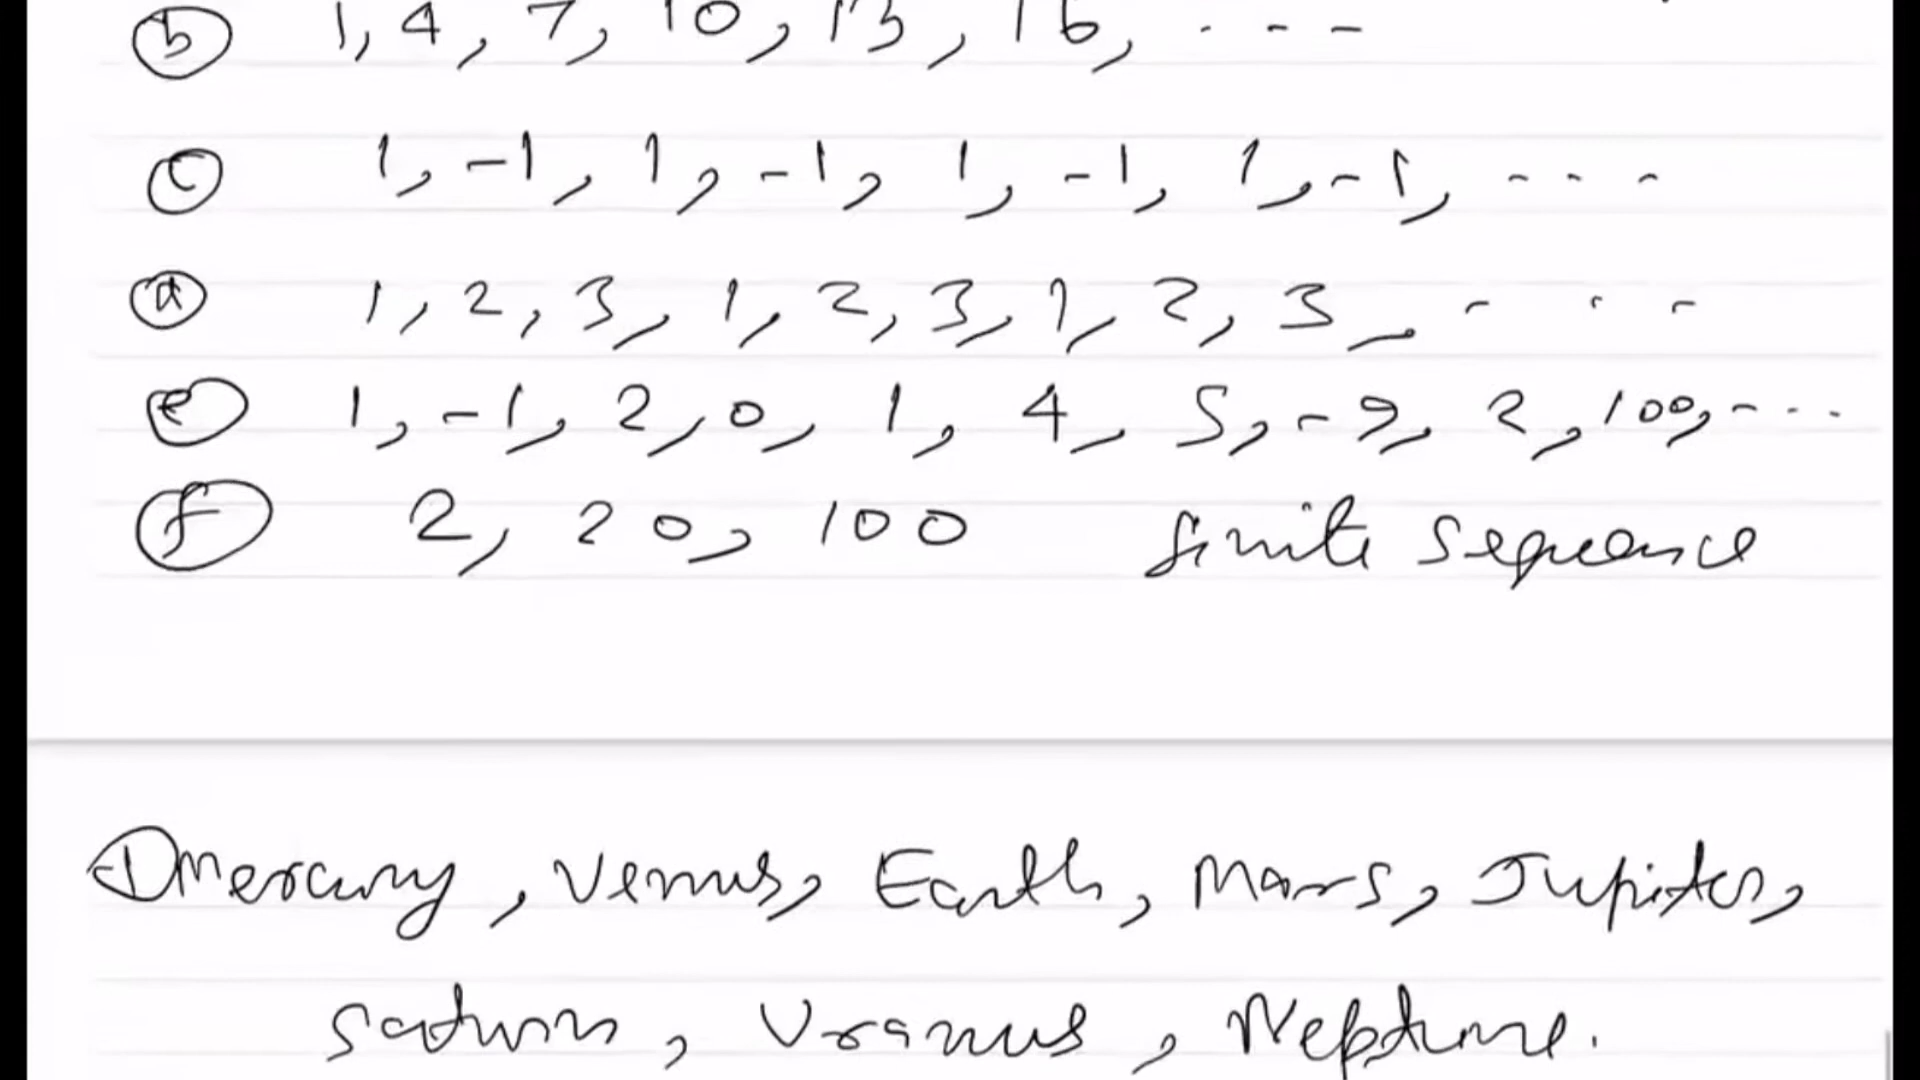 (b) 1, 4, 7, 10, 13, 16, - - -
(c) 1, -1, 1, -1, 1, -1, 1, -1, - - -
(d) 1, 2, 3, 1, 2, 3, 1, 2, 3, - - -
(e) 1, -1, 2, 0, 1, 4, 5, -9, 2, 100, - - -
(f) 2, 20, 100 finite sequence
Mercury, Venus, Earth, Mars, Jupiter,
Saturn, Uranus, Neptune.